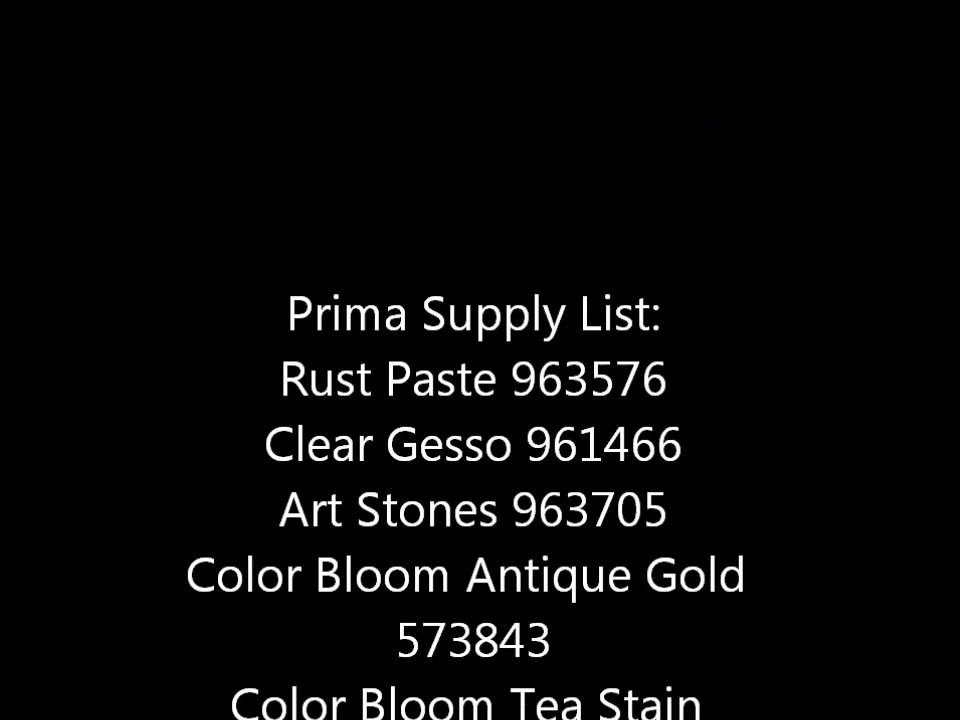 Prima Supply List:
Rust Paste 963576
Clear Gesso 961466
Art Stones 963705
Color Bloom Antique Gold
573843
Color Bloom Tea Stain